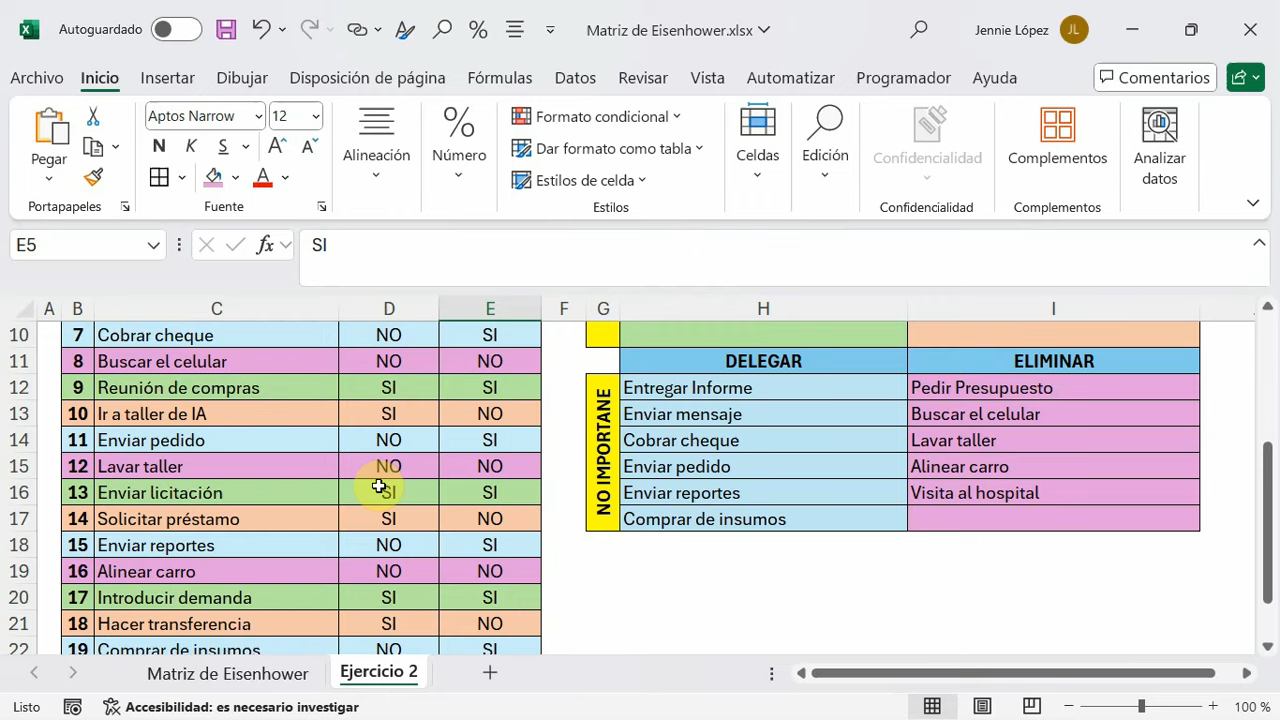 Autoguardado
Matriz de Eisenhower.xlsx
Jennie López
JL
Archivo Inicio Insertar Dibujar Disposición de página Fórmulas Datos Revisar Vista Automatizar Programador Ayuda
Comentarios
Pegar
Portapapeles
Aptos Narrow 12
N K S A A
A
Fuente
Alineación
Número
Formato condicional
Dar formato como tabla
Estilos de celda
Estilos
Celdas
Edición
Confidencialidad
Confidencialidad
Complementos
Complementos
Analizar
datos
E5 fx SI
A B C D E F G H I
10 7 Cobrar cheque NO SI
11 8 Buscar el celular NO NO DELEGAR ELIMINAR
12 9 Reunión de compras SI SI Entregar Informe Pedir Presupuesto
13 10 Ir a taller de IA SI NO Enviar mensaje Buscar el celular
14 11 Enviar pedido NO SI Cobrar cheque Lavar taller
15 12 Lavar taller NO NO Enviar pedido Alinear carro
16 13 Enviar licitación SI SI Enviar reportes Visita al hospital
17 14 Solicitar préstamo SI NO Comprar de insumos
NO IMPORTANE
18 15 Enviar reportes NO SI
19 16 Alinear carro NO NO
20 17 Introducir demanda SI SI
21 18 Hacer transferencia SI NO
22 19 Comprar de insumos NO SI
Matriz de Eisenhower Ejercicio 2
Listo Accesibilidad: es necesario investigar 100 %